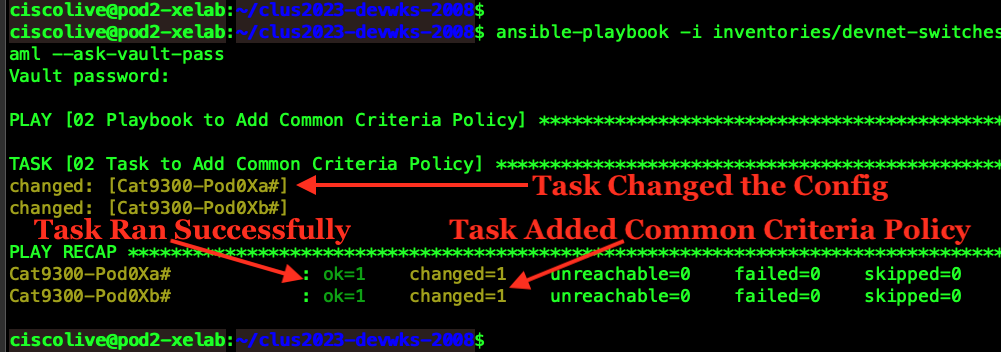 ciscolive@pod2-xelab:~/clus2023-devwks-2008$
ciscolive@pod2-xelab:~/clus2023-devwks-2008$ ansible-playbook -i inventories/devnet-switches
aml --ask-vault-pass
Vault password:
PLAY [02 Playbook to Add Common Criteria Policy] *******************************************
TASK [02 Task to Add Common Criteria Policy] ***********************************************
changed: [Cat9300-Pod0Xa#] Task Changed the Config
changed: [Cat9300-Pod0Xb#]
Task Ran Successfully Task Added Common Criteria Policy
PLAY RECAP *********************************************************************************
Cat9300-Pod0Xa# : ok=1 changed=1 unreachable=0 failed=0 skipped=0
Cat9300-Pod0Xb# : ok=1 changed=1 unreachable=0 failed=0 skipped=0
ciscolive@pod2-xelab:~/clus2023-devwks-2008$